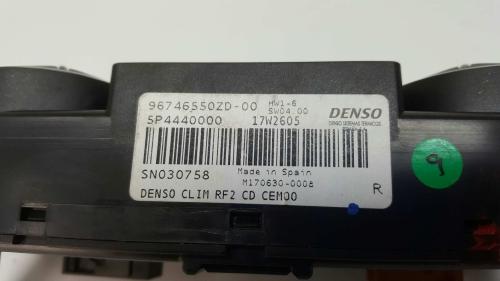 96746550ZD-00 HW1-6
SW04.00
5P4440000 17W2605
DENSO
DENSO SISTEMAS TERMICOS
SN030758 Made in Spain
M170630-0008
DENSO CLIM RF2 CD CEM00 R
9